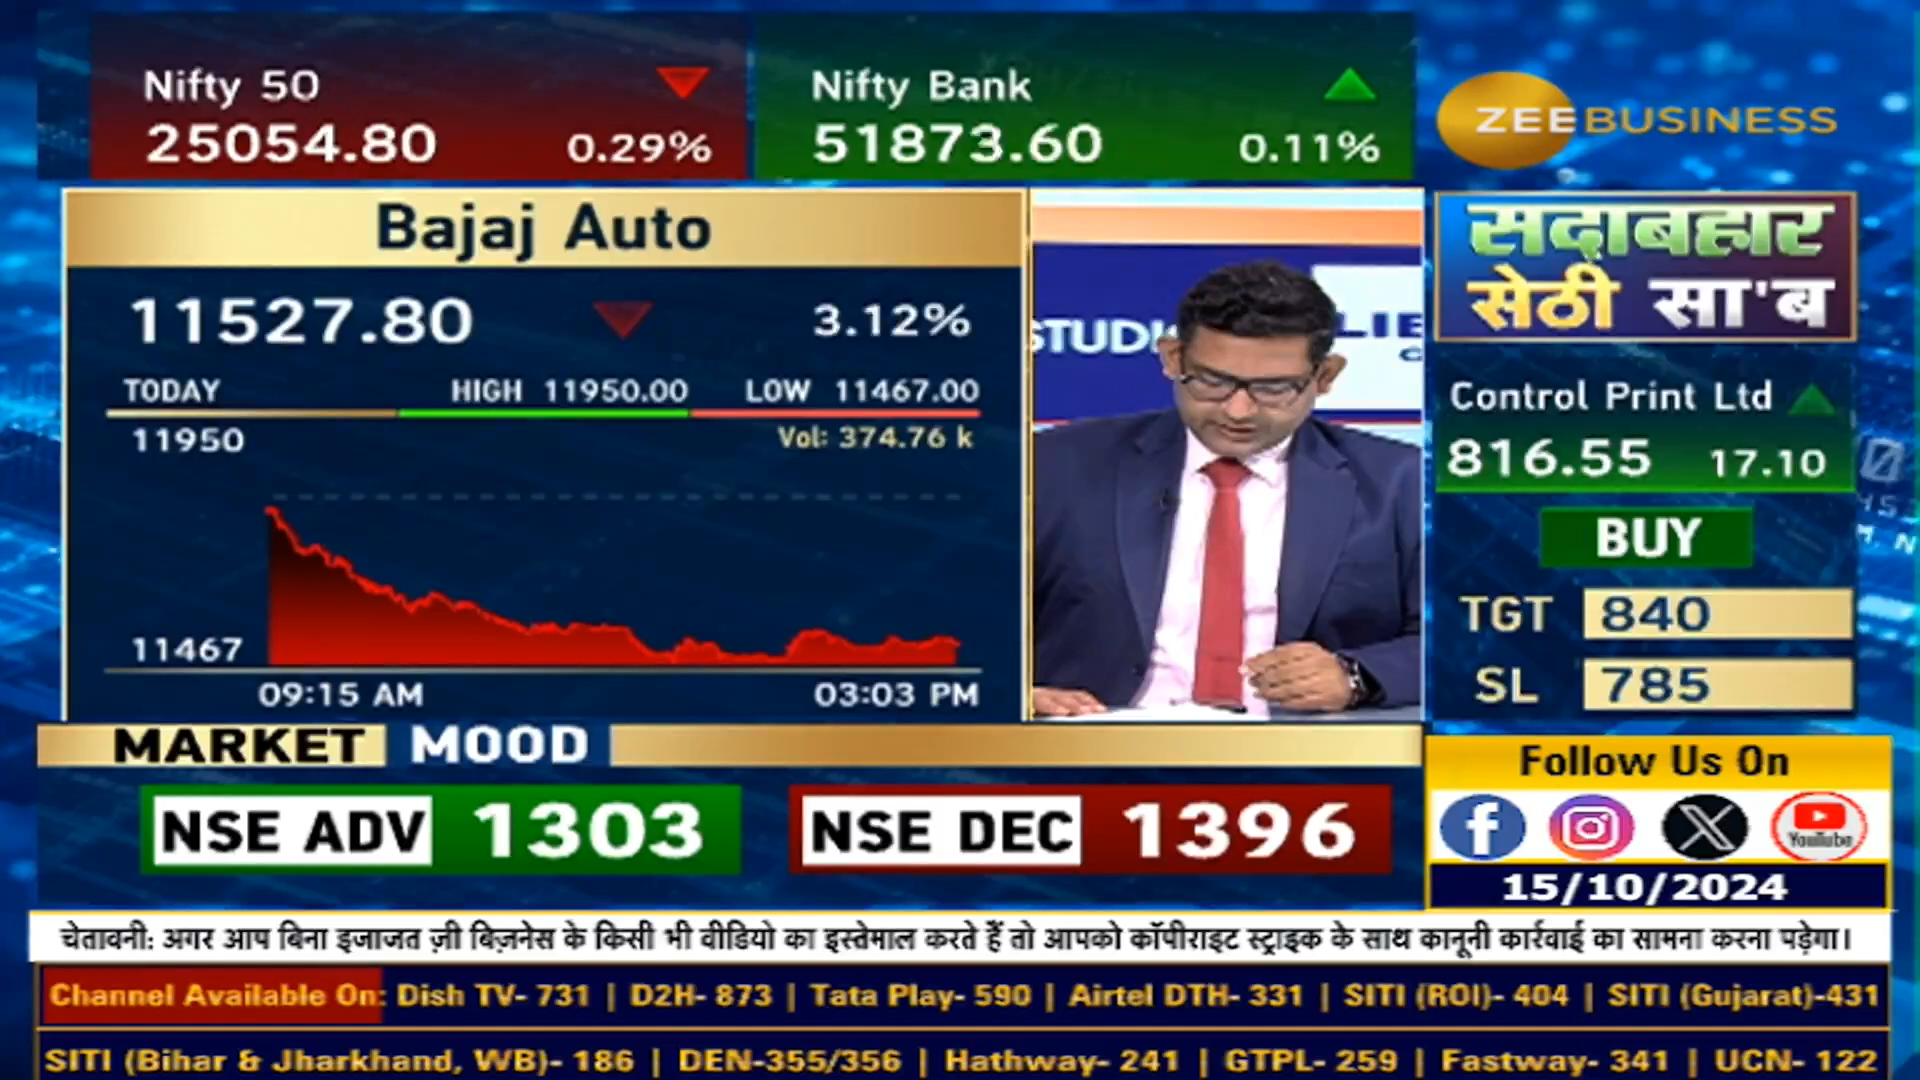 Nifty 50
25054.80 0.29%
Nifty Bank
51873.60 0.11%
ZEEBUSINESS
Bajaj Auto
11527.80 3.12%
TODAY HIGH 11950.00 LOW 11467.00
11950 Vol: 374.76 k
11467
09:15 AM 03:03 PM
सदाबहार
सेठी सा'ब
Control Print Ltd
816.55 17.10
BUY
TGT 840
SL 785
MARKET MOOD
NSE ADV 1303 NSE DEC 1396
Follow Us On
YouTube
15/10/2024
चेतावनी: अगर आप बिना इजाजत ज़ी बिज़नेस के किसी भी वीडियो का इस्तेमाल करते हैं तो आपको कॉपीराइट स्ट्राइक के साथ कानूनी कार्रवाई का सामना करना पड़ेगा।
Channel Available On: Dish TV- 731 | D2H- 873 | Tata Play- 590 | Airtel DTH- 331 | SITI (ROI)- 404 | SITI (Gujarat)-431
SITI (Bihar & Jharkhand, WB)- 186 | DEN-355/356 | Hathway- 241 | GTPL- 259 | Fastway- 341 | UCN- 122